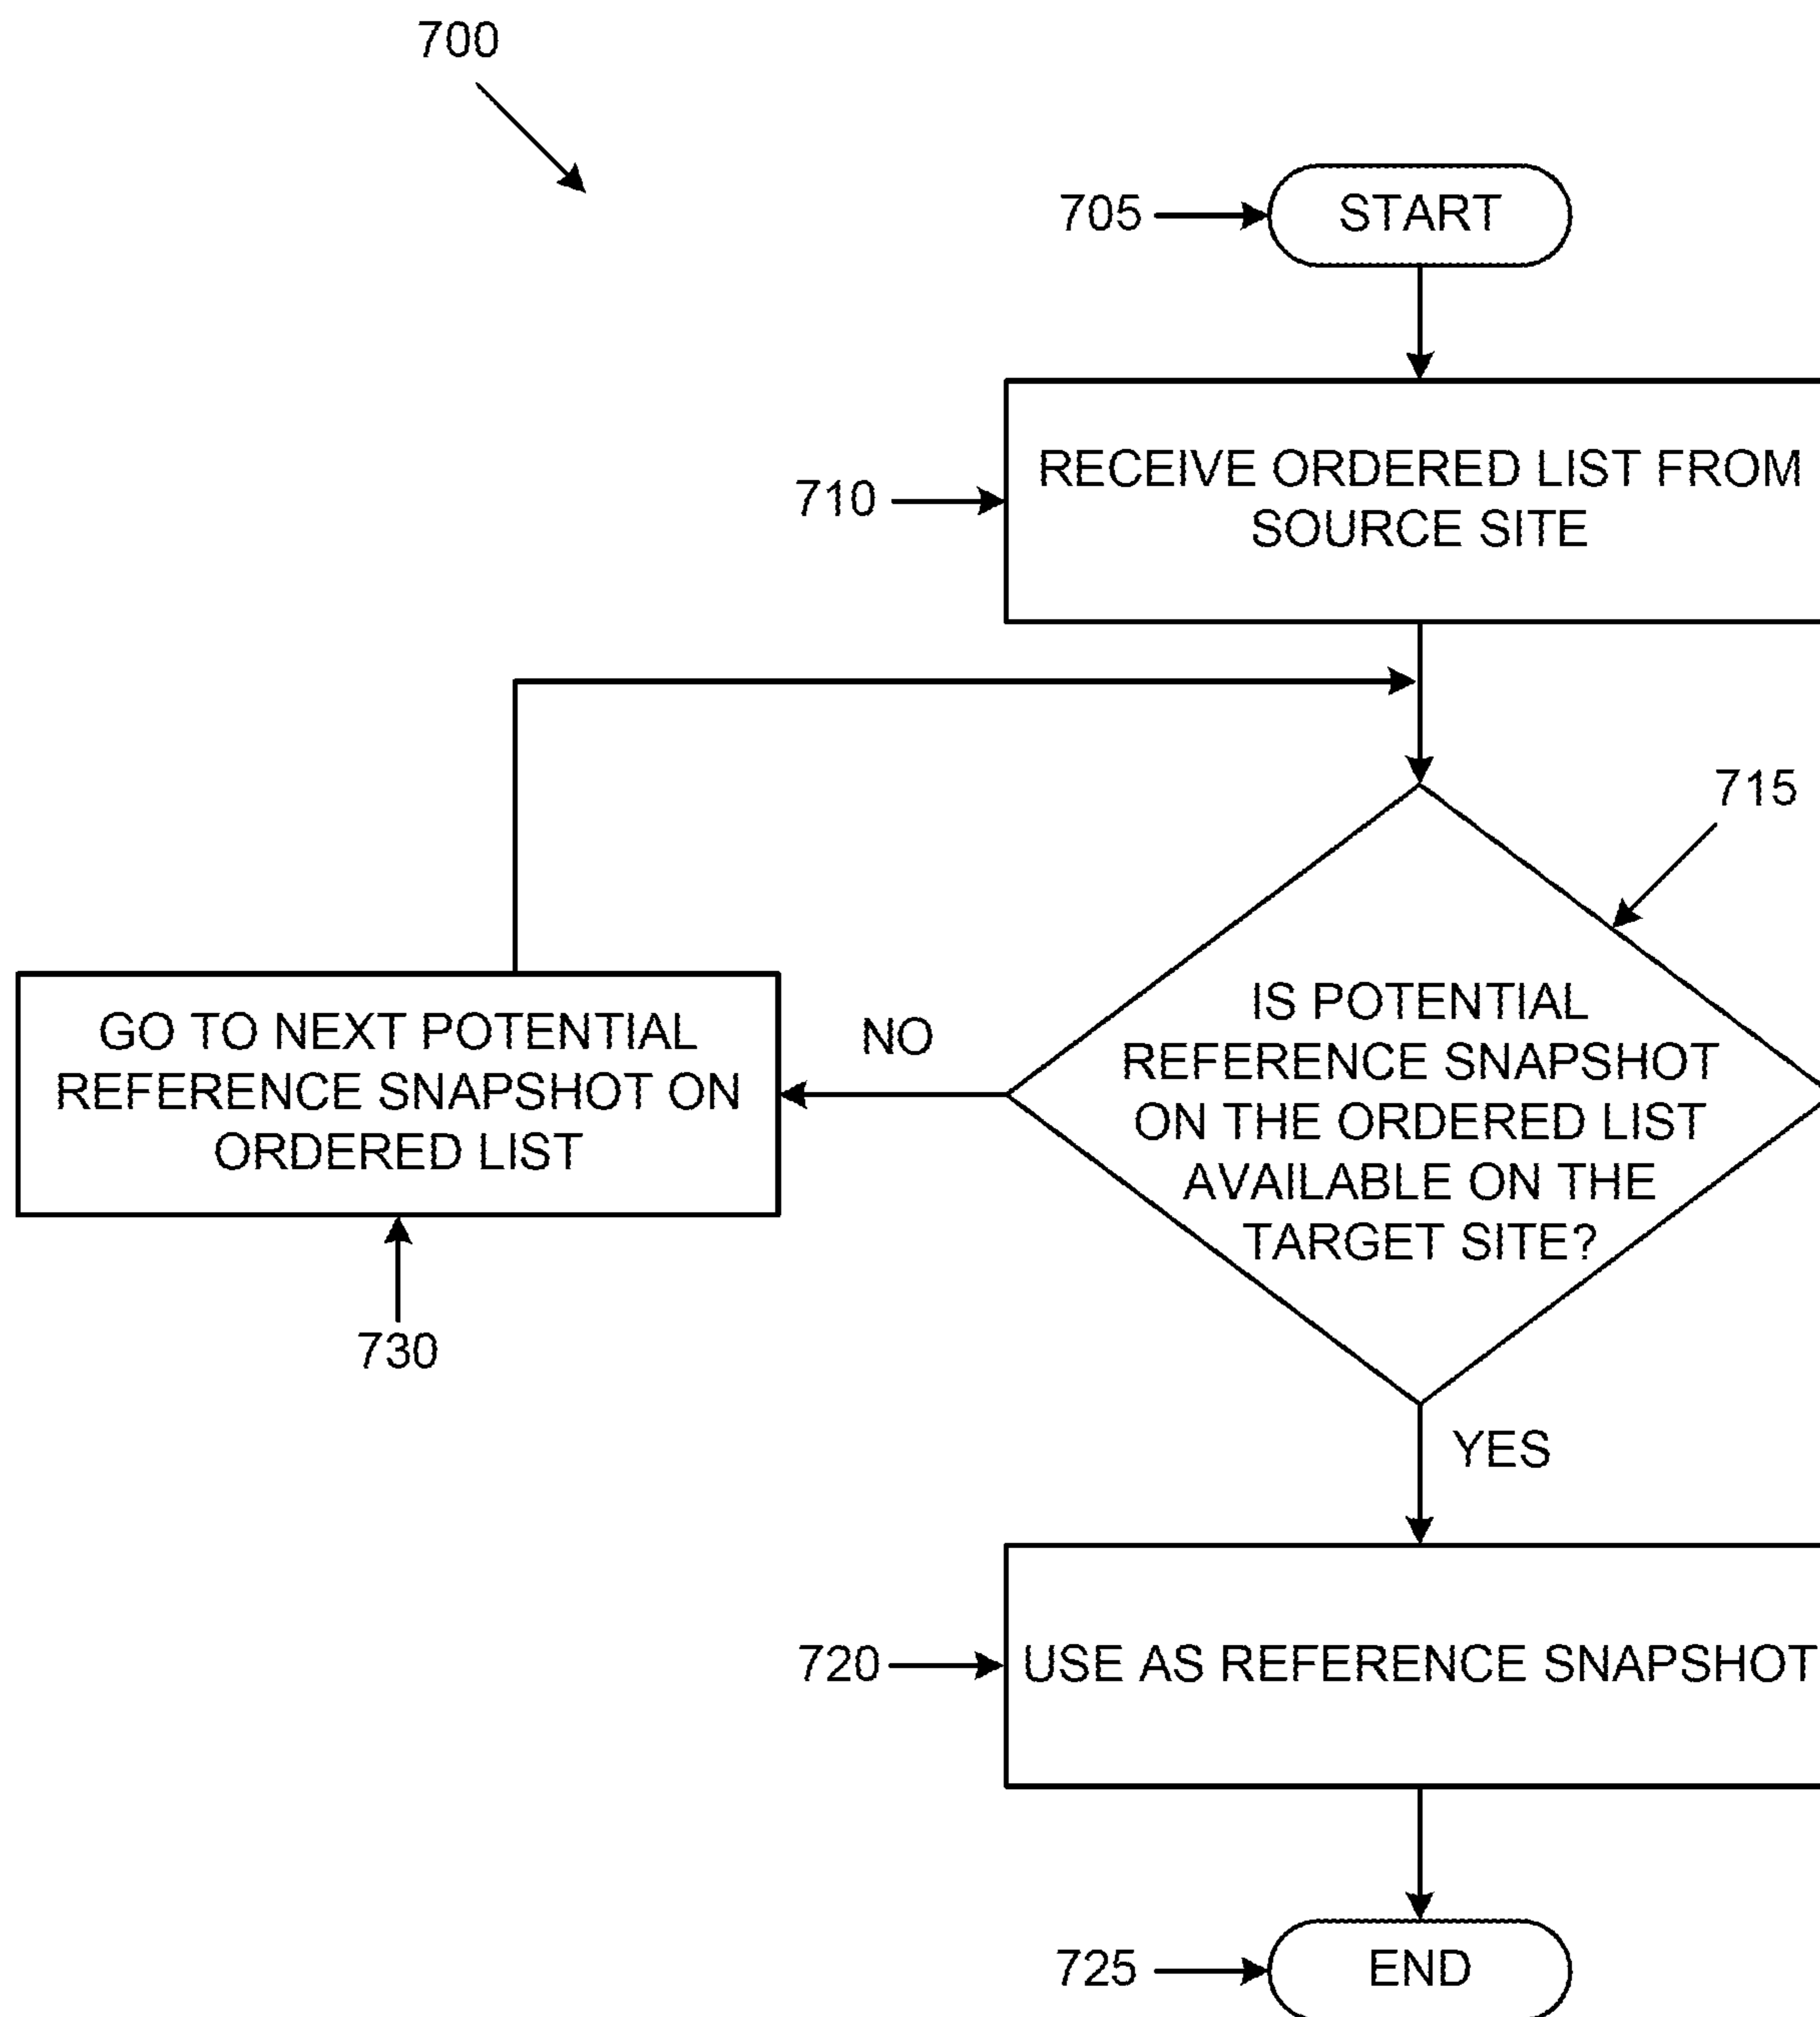 700
705
START
710
RECEIVE ORDERED LIST FROM
SOURCE SITE
715
IS POTENTIAL
REFERENCE SNAPSHOT
ON THE ORDERED LIST
AVAILABLE ON THE
TARGET SITE?
NO
GO TO NEXT POTENTIAL
REFERENCE SNAPSHOT ON
ORDERED LIST
730
YES
720
USE AS REFERENCE SNAPSHOT
725
END